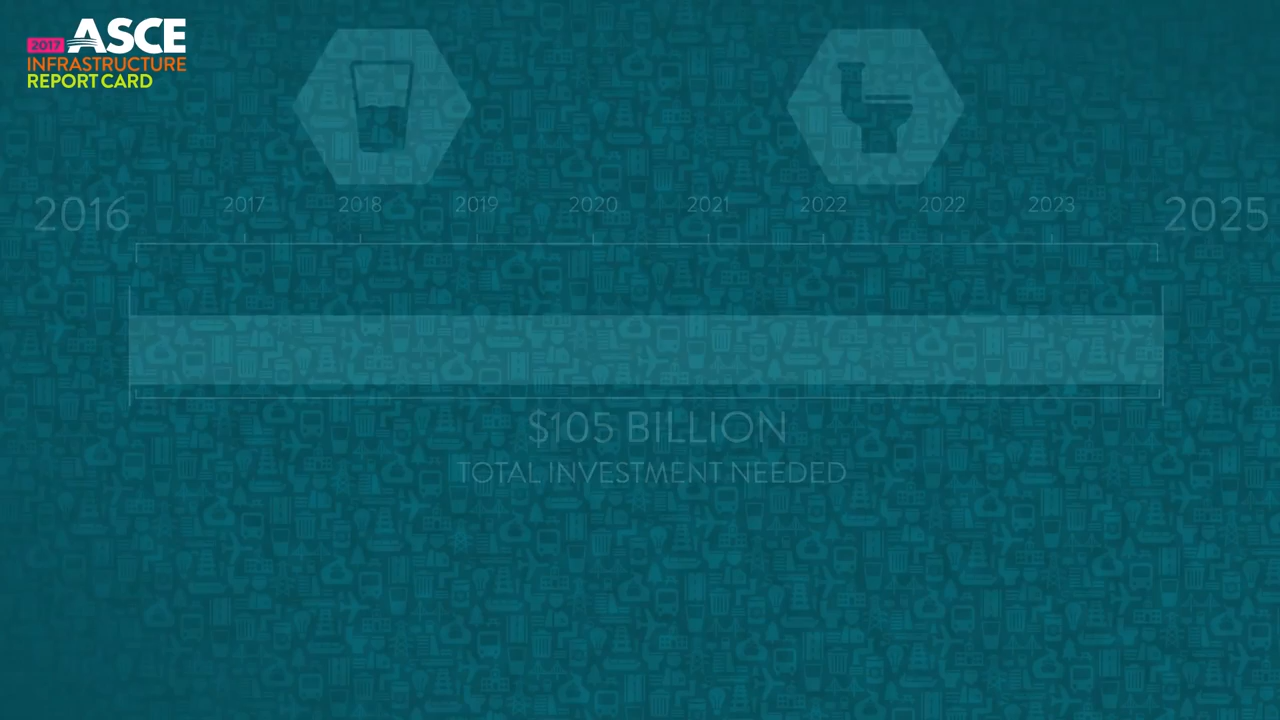 2017 ASCE
INFRASTRUCTURE
REPORT CARD
2016 2017 2018 2019 2020 2021 2022 2022 2023 2025
$105 BILLION
TOTAL INVESTMENT NEEDED